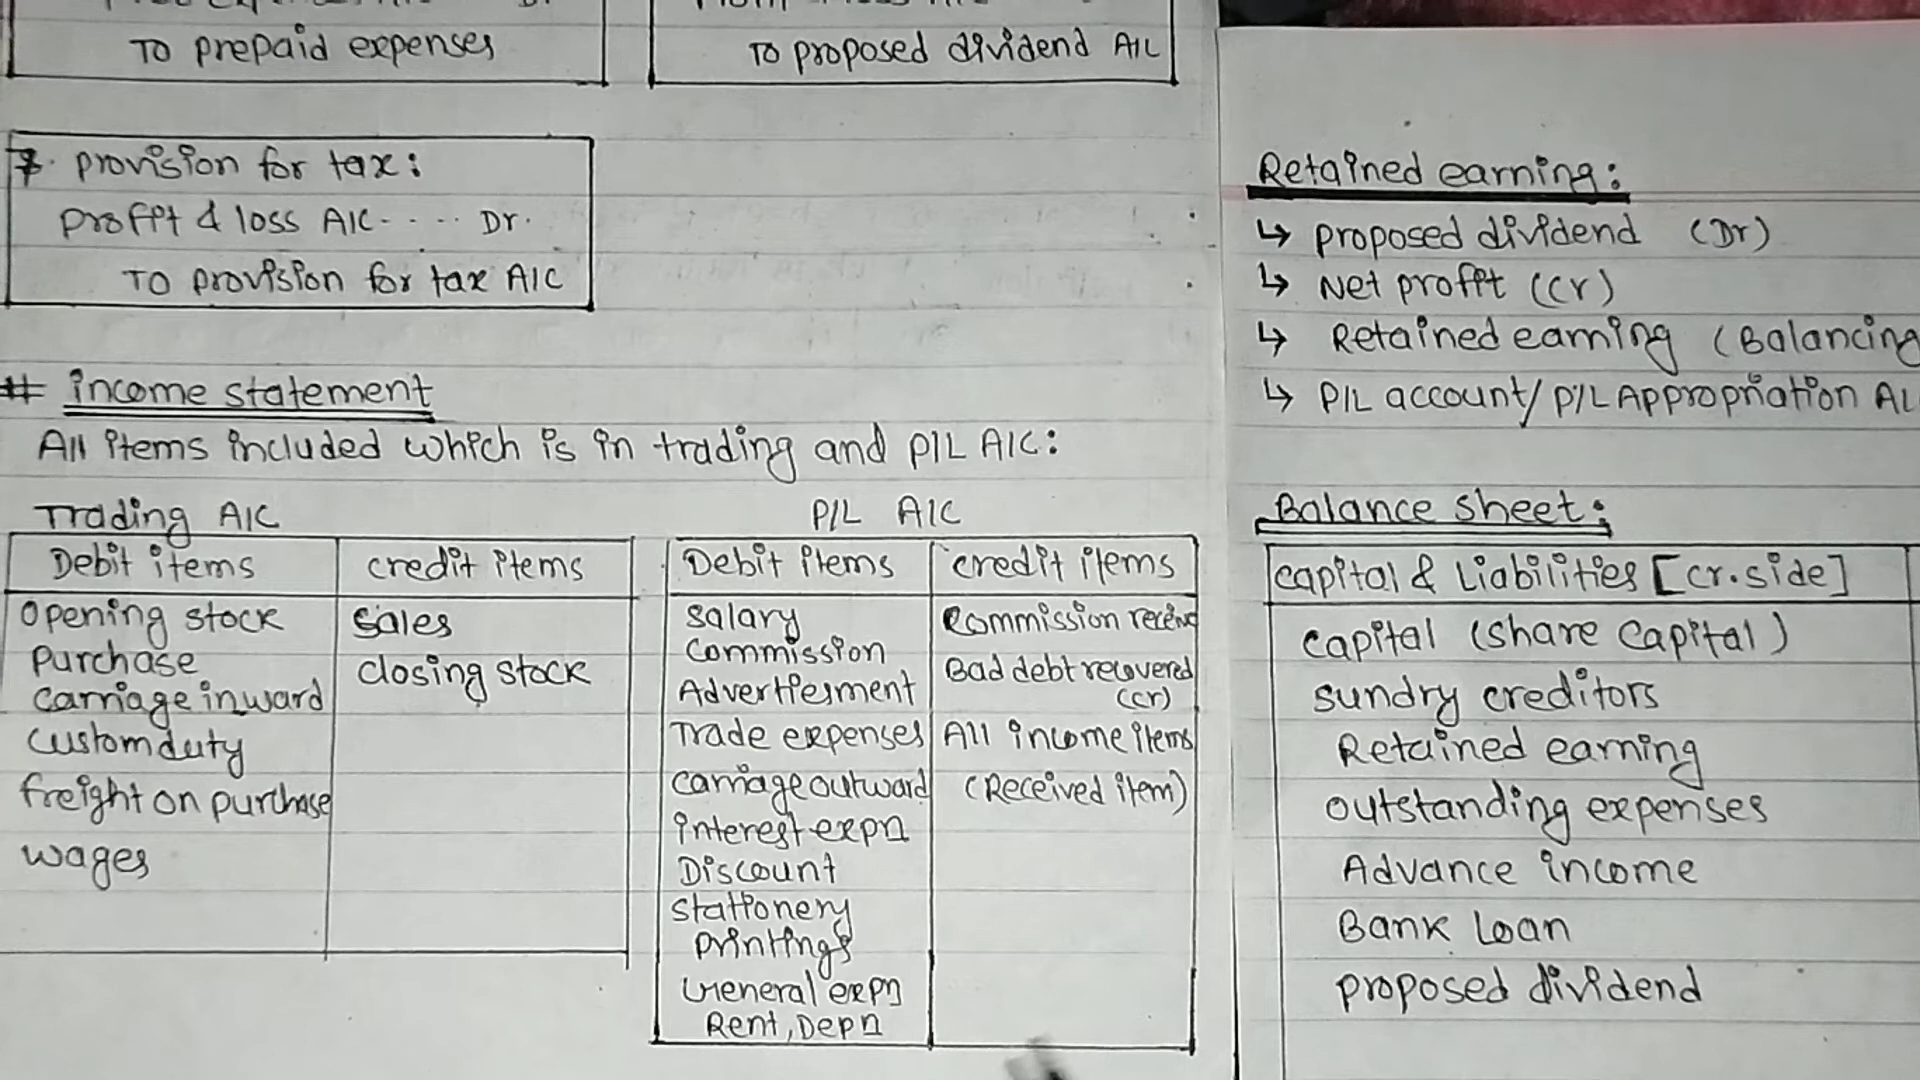 To prepaid expenses
To proposed dividend A/C
7. provision for tax:
profit & loss A/C- ---- Dr.
To provision for tax A/C
# income statement
All items included which is in trading and P/L A/C:
Trading A/C
Debit items
credit items
opening stock
sales
purchase
closing stock
carriage inward
custom duty
freight on purchase
wages
P/L A/C
Debit items
credit items
salary
commission
Advertiesment
Trade expenses
carriage outward
interest expn
Discount
stationery
printings
General expn
Rent, Depn
Bad debt recovered
(cr)
All income items
(Received item)
Retained earning:
↳ proposed dividend (Dr)
↳ Net profit (cr)
↳ Retained earning (Balancing
↳ P/L account/P/L Appropriation
Balance sheet:
capital & Liabilities [cr.side]
capital (share capital)
sundry creditors
Retained earning
outstanding expenses
Advance income
Bank Loan
proposed dividend